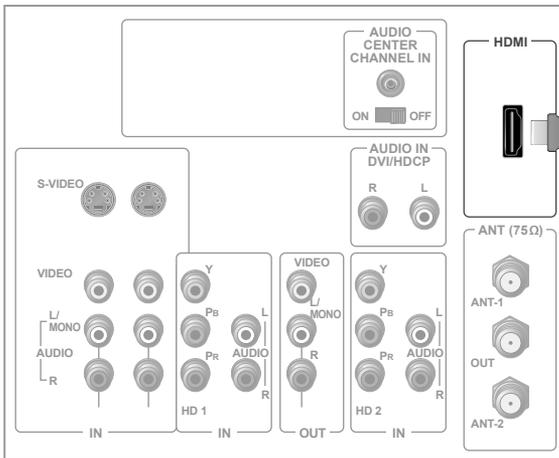 AUDIO
CENTER
CHANNEL IN
ON OFF
HDMI
AUDIO IN
DVI/HDCP
R L
S-VIDEO
ANT (75Ω)
ANT-1
OUT
ANT-2
VIDEO
L/
MONO
AUDIO
R
IN
Y
PB
PR
L
AUDIO
R
HD 1
IN
VIDEO
L/
MONO
R
OUT
Y
PB
PR
L
AUDIO
R
HD 2
IN